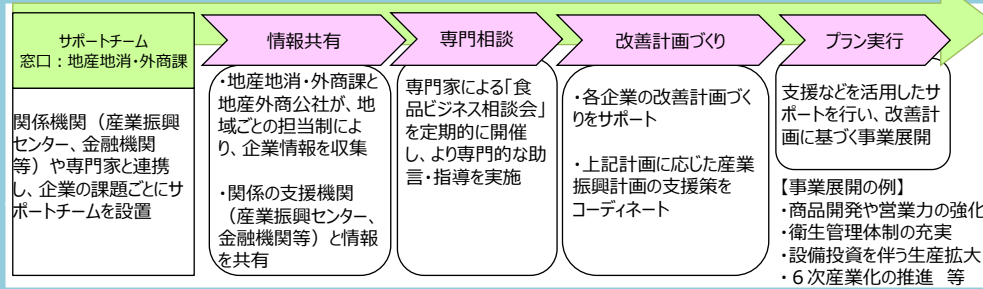 サポートチーム
窓口：地産地消・外商課
関係機関（産業振興
センター、金融機関
等）や専門家と連携
し、企業の課題ごとにサ
ポートチームを設置
情報共有
・地産地消・外商課と
地産外商公社が、地
域ごとの担当制によ
り、企業情報を収集
・関係の支援機関
（産業振興センター、
金融機関等）と情報
を共有
専門相談
専門家による「食
品ビジネス相談会」
を定期的に開催
し、より専門的な助
言・指導を実施
改善計画づくり
・各企業の改善計画づく
りをサポート
・上記計画に応じた産業
振興計画の支援策を
コーディネート
プラン実行
支援などを活用したサ
ポートを行い、改善計
画に基づく事業展開
【事業展開の例】
・商品開発や営業力の強化
・衛生管理体制の充実
・設備投資を伴う生産拡大
・６次産業化の推進　等